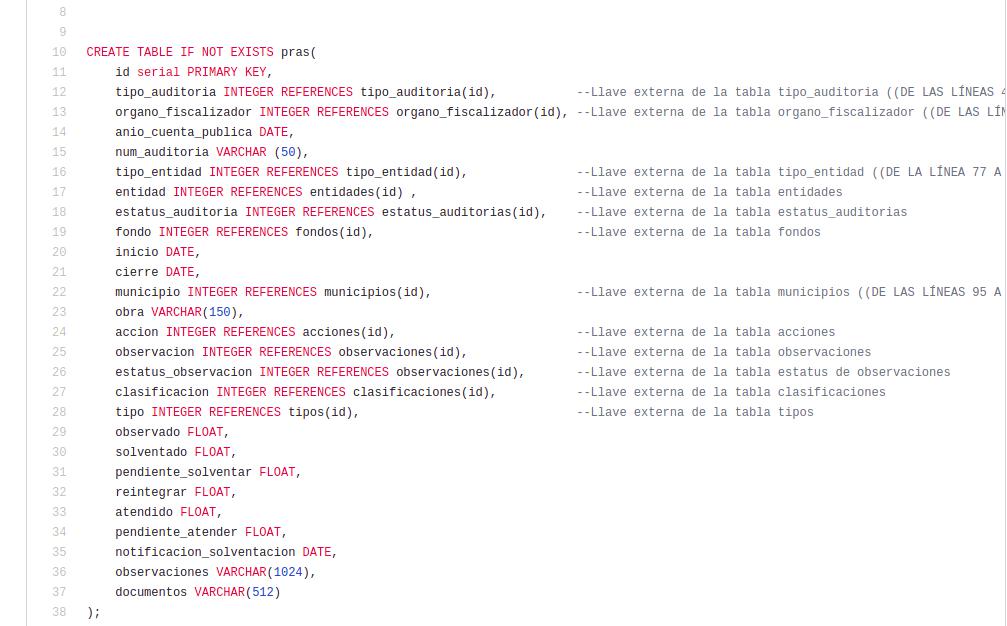 8
9
10 CREATE TABLE IF NOT EXISTS pras(
11 id serial PRIMARY KEY,
12 tipo_auditoria INTEGER REFERENCES tipo_auditoria(id), --Llave externa de la tabla tipo_auditoria ((DE LAS LÍNEAS 4
13 organo_fiscalizador INTEGER REFERENCES organo_fiscalizador(id), --Llave externa de la tabla organo_fiscalizador ((DE LAS LÍN
14 anio_cuenta_publica DATE,
15 num_auditoria VARCHAR (50),
16 tipo_entidad INTEGER REFERENCES tipo_entidad(id), --Llave externa de la tabla tipo_entidad ((DE LA LÍNEA 77 A
17 entidad INTEGER REFERENCES entidades(id) , --Llave externa de la tabla entidades
18 estatus_auditoria INTEGER REFERENCES estatus_auditorias(id), --Llave externa de la tabla estatus_auditorias
19 fondo INTEGER REFERENCES fondos(id), --Llave externa de la tabla fondos
20 inicio DATE,
21 cierre DATE,
22 municipio INTEGER REFERENCES municipios(id), --Llave externa de la tabla municipios ((DE LAS LÍNEAS 95 A
23 obra VARCHAR(150),
24 accion INTEGER REFERENCES acciones(id), --Llave externa de la tabla acciones
25 observacion INTEGER REFERENCES observaciones(id), --Llave externa de la tabla observaciones
26 estatus_observacion INTEGER REFERENCES observaciones(id), --Llave externa de la tabla estatus de observaciones
27 clasificacion INTEGER REFERENCES clasificaciones(id), --Llave externa de la tabla clasificaciones
28 tipo INTEGER REFERENCES tipos(id), --Llave externa de la tabla tipos
29 observado FLOAT,
30 solventado FLOAT,
31 pendiente_solventar FLOAT,
32 reintegrar FLOAT,
33 atendido FLOAT,
34 pendiente_atender FLOAT,
35 notificacion_solventacion DATE,
36 observaciones VARCHAR(1024),
37 documentos VARCHAR(512)
38 );